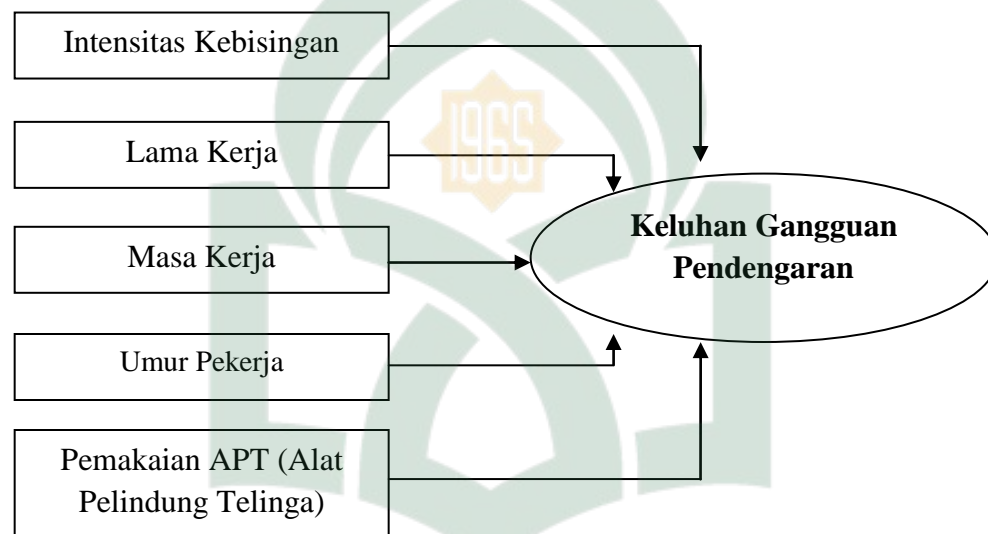 Intensitas Kebisingan
1965
Lama Kerja
Masa Kerja
Keluhan Gangguan
Pendengaran
Umur Pekerja
Pemakaian APT (Alat
Pelindung Telinga)